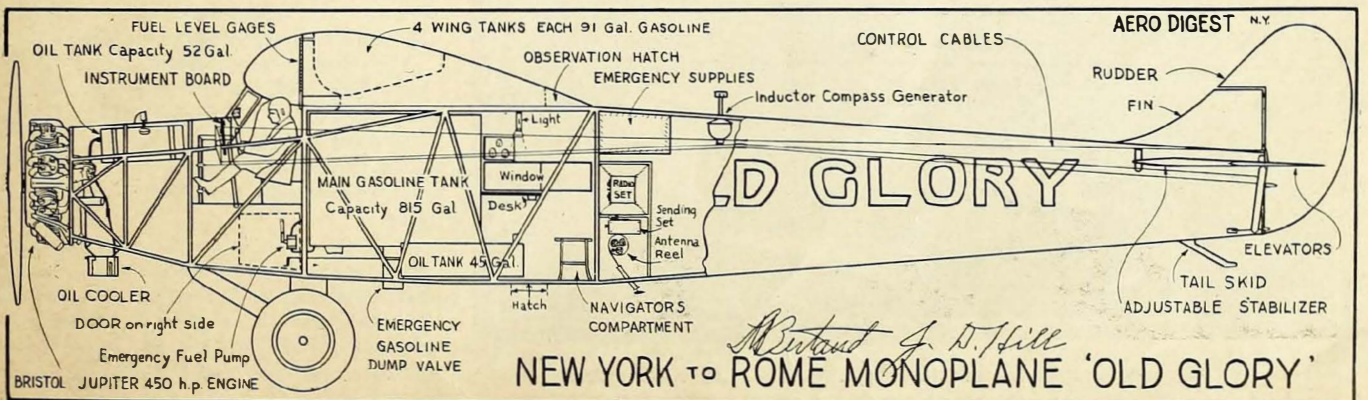 AERO DIGEST N.Y.
FUEL LEVEL GAGES
4 WING TANKS EACH 91 Gal. GASOLINE
OIL TANK Capacity 52 Gal.
OBSERVATION HATCH
CONTROL CABLES
INSTRUMENT BOARD
EMERGENCY SUPPLIES
RUDDER
Inductor Compass Generator
FIN
Light
MAIN GASOLINE TANK
Capacity 815 Gal.
Window
Desk
RADIO
SET
Sending
Set
Antenna
Reel
LD GLORY
OIL TANK 45 Gal.
ELEVATORS
TAIL SKID
ADJUSTABLE STABILIZER
OIL COOLER
DOOR on right side
Emergency Fuel Pump
BRISTOL JUPITER 450 h.p. ENGINE
EMERGENCY
GASOLINE
DUMP VALVE
Hatch
NAVIGATORS
COMPARTMENT
J. D. Hill
NEW YORK TO ROME MONOPLANE 'OLD GLORY'